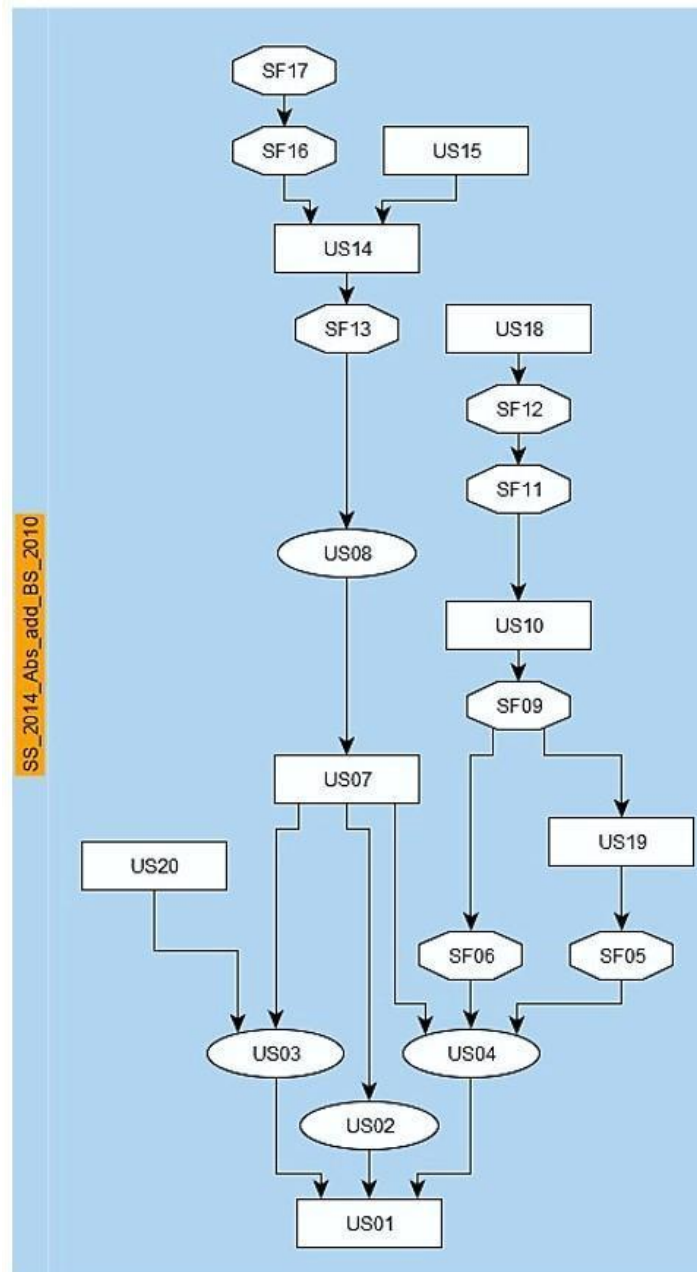 SS_2014_Abs_add_BS_2010
SF17
SF16
US15
US14
SF13
US18
SF12
SF11
US08
US10
SF09
US07
US19
US20
SF06
SF05
US03
US04
US02
US01